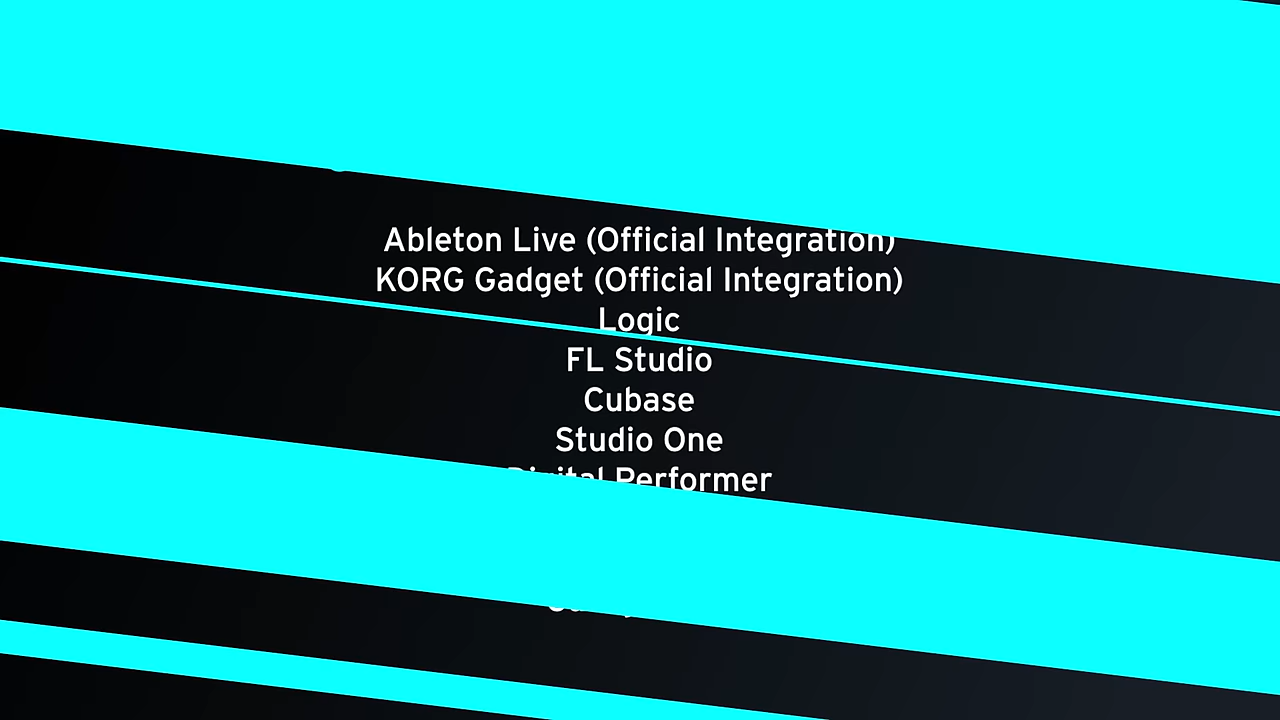 Ableton Live (Official Integration)
KORG Gadget (Official Integration)
Logic
FL Studio
Cubase
Studio One
Digital Performer